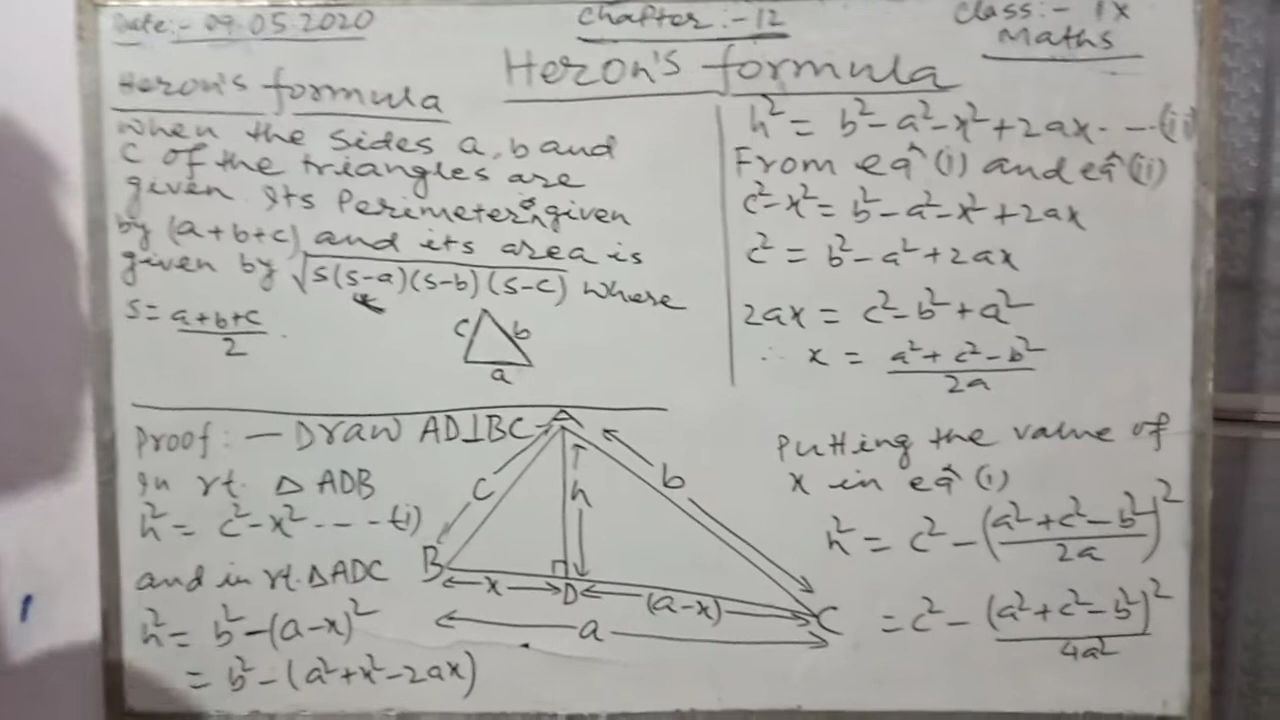 Date:- 09.05.2020
Chapter:-12
Class:- IX
Maths
Heron's formula
Heron's formula
When the sides a, b and
c of the triangles are
given. Its Perimeter is given
by (a+b+c) and its area is
given by √s(s-a)(s-b)(s-c) where
s = a+b+c / 2
c b
a
Proof:- Draw AD⊥BC
In rt. △ ADB
h² = c²-x² ---- (i)
and in rt. △ADC
h² = b²-(a-x)²
= b²-(a²+x²-2ax)
A
c h b
B x D (a-x) C
a
h² = b²-a²-x²+2ax - --(ii)
From eqⁿ(i) and eqⁿ(ii)
c²-x² = b²-a²-x²+2ax
c² = b²-a²+2ax
2ax = c²-b²+a²
∴ x = a²+c²-b² / 2a
Putting the value of
x in eqⁿ(i)
h² = c² - (a²+c²-b² / 2a)²
= c² - (a²+c²-b²)² / 4a²